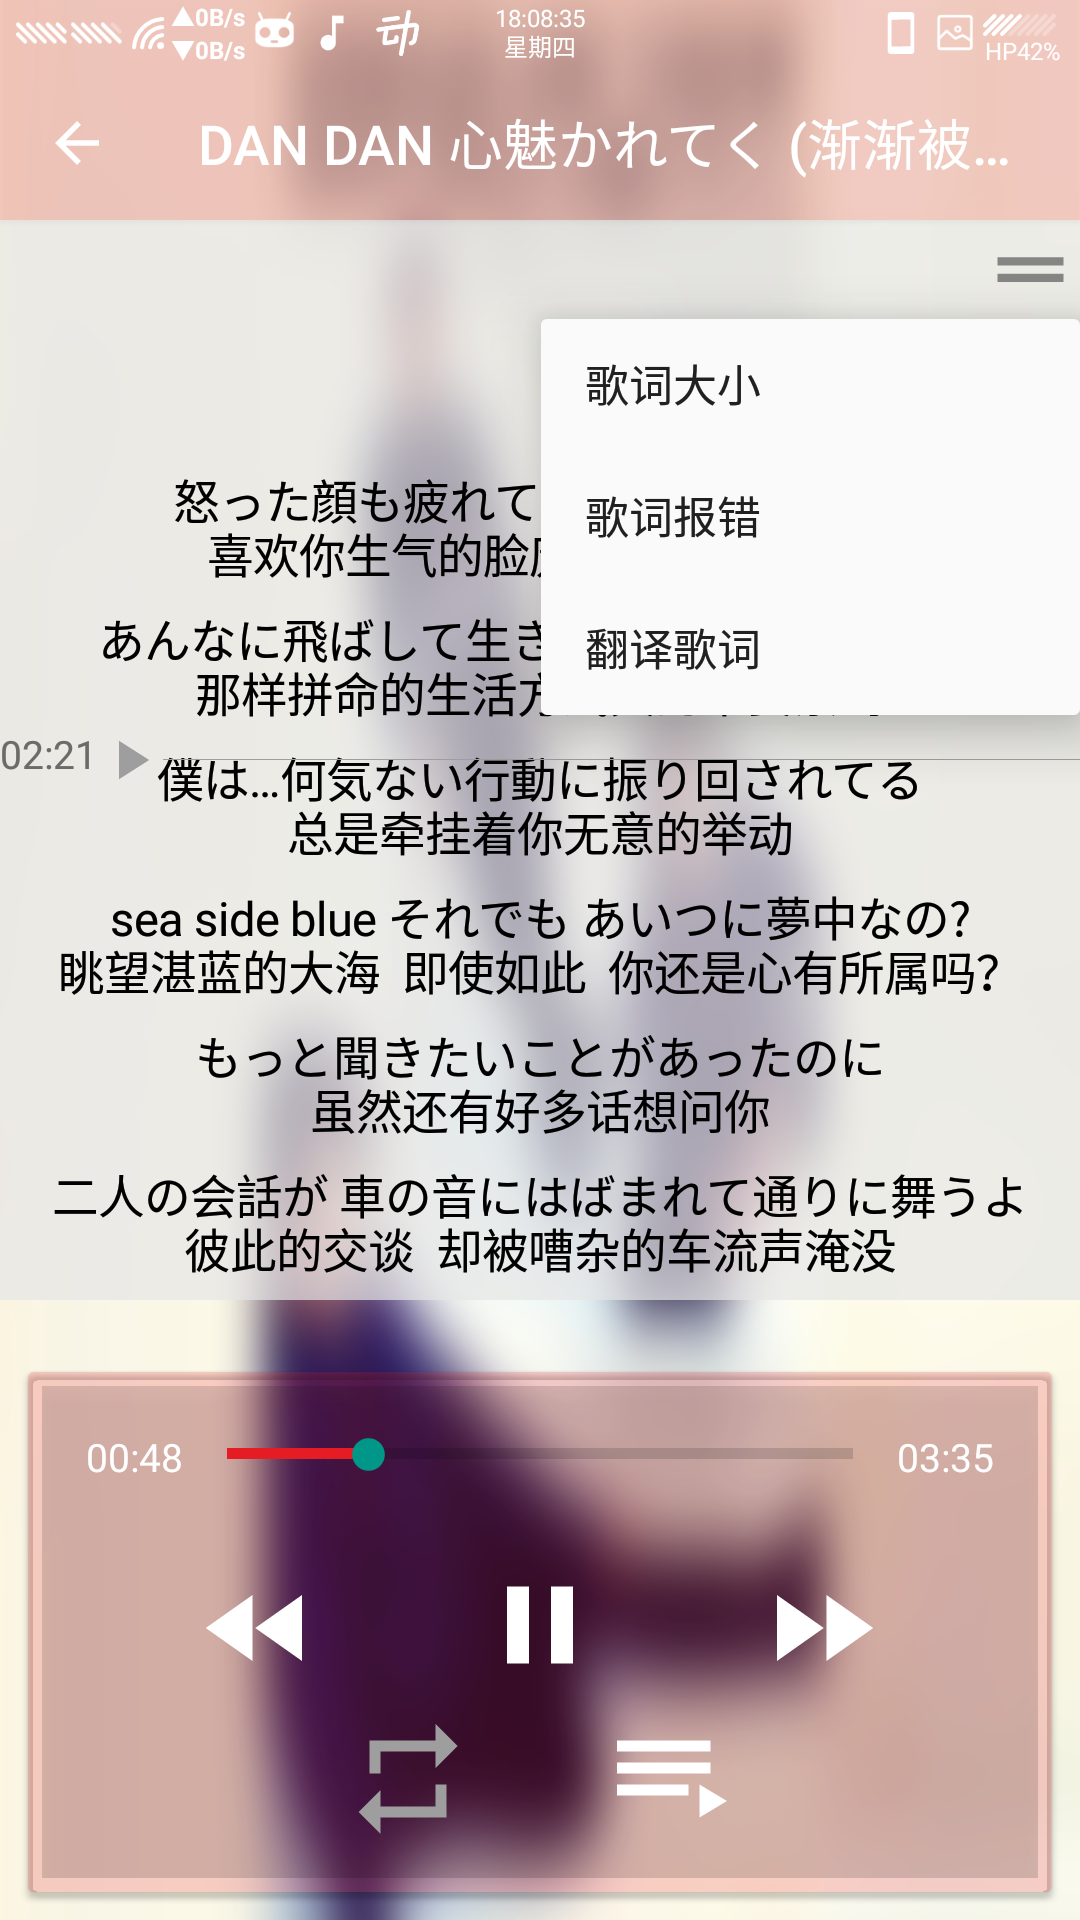 0B/s
0B/s
18:08:35
星期四
HP42%
DAN DAN 心魅かれてく (渐渐被...
歌词大小
歌词报错
翻译歌词
怒った顔も疲れて
喜欢你生气的脸
あんなに飛ばして生き
那样拼命的生活方
02:21
僕は...何気ない行動に振り回されてる
总是牵挂着你无意的举动
sea side blue それでも あいつに夢中なの?
眺望湛蓝的大海 即使如此 你还是心有所属吗?
もっと聞きたいことがあったのに
虽然还有好多话想问你
二人の会話が 車の音にはばまれて通りに舞うよ
彼此的交谈 却被嘈杂的车流声淹没
00:48
03:35